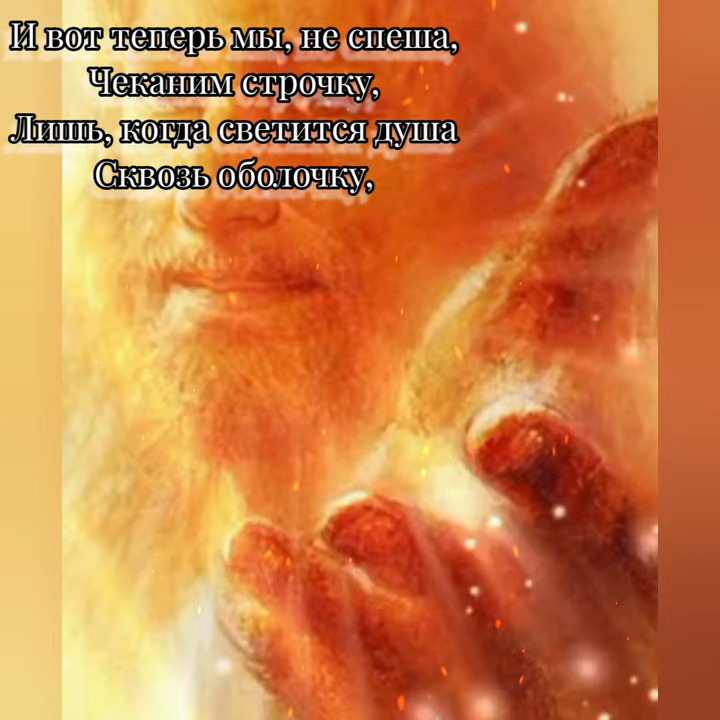 И вот теперь мы, не спеша,
Чеканим строчку,
Лишь, когда светится душа
Сквозь оболочку,